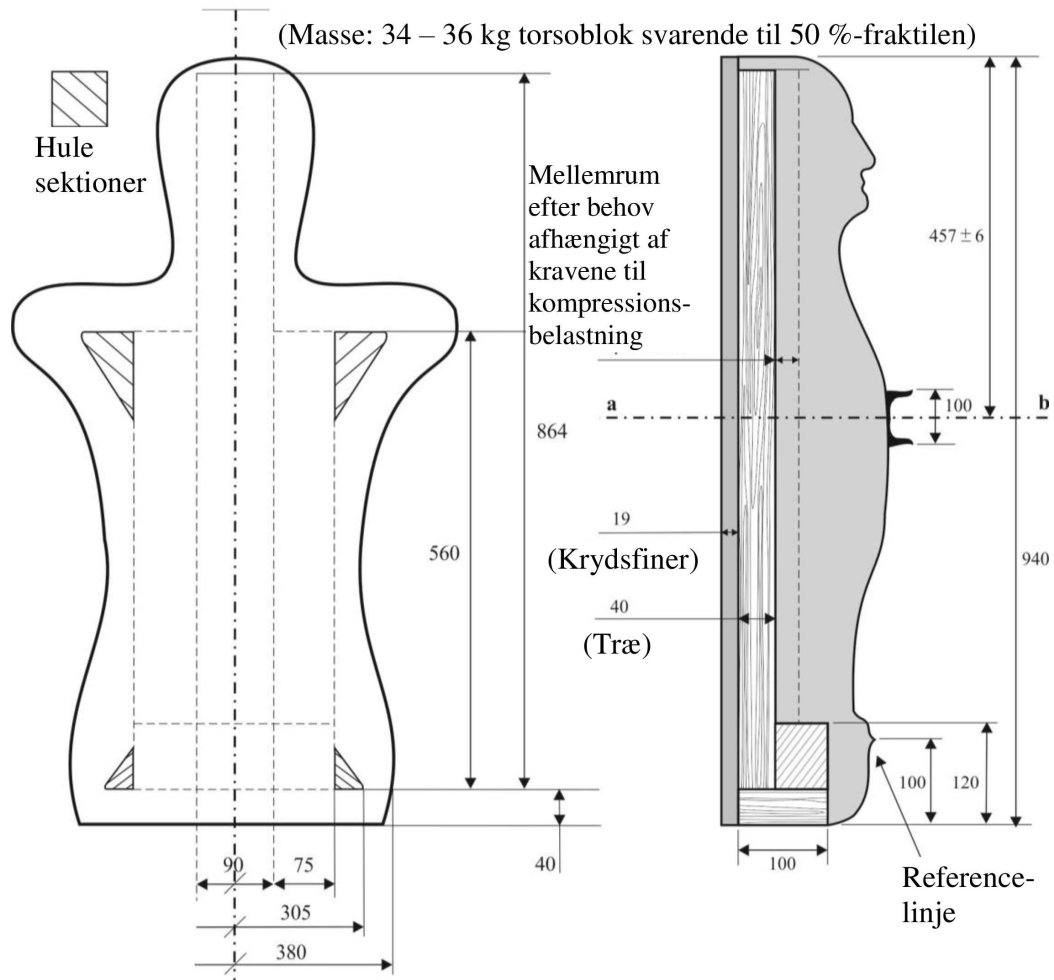 (Masse: 34 – 36 kg torsoblok svarende til 50 %-fraktilen)
Hule
sektioner
Mellemrum
efter behov
afhængigt af
kravene til
kompressions-
belastning
457 ± 6
a
b
100
864
19
(Krydsfiner)
560
940
40
(Træ)
100
120
40
90
75
100
305
380
Reference-
linje